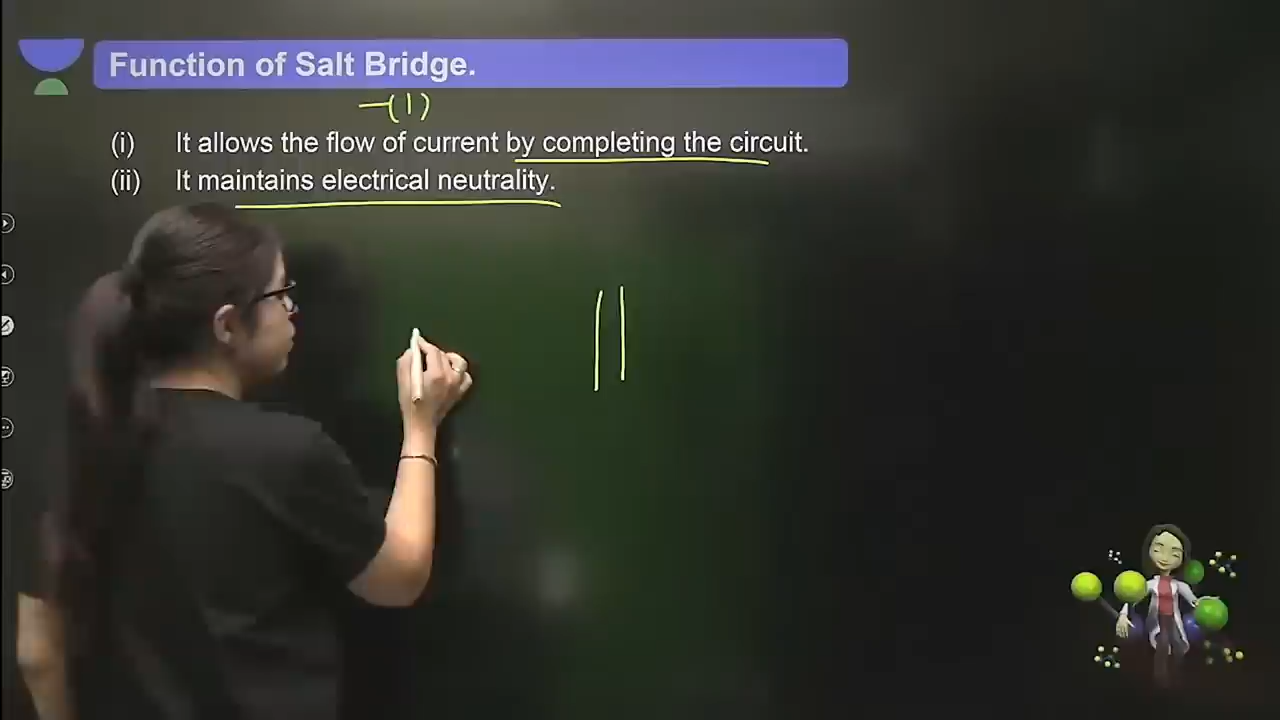 Function of Salt Bridge.
—(1)
(i) It allows the flow of current by completing the circuit.
(ii) It maintains electrical neutrality.
||